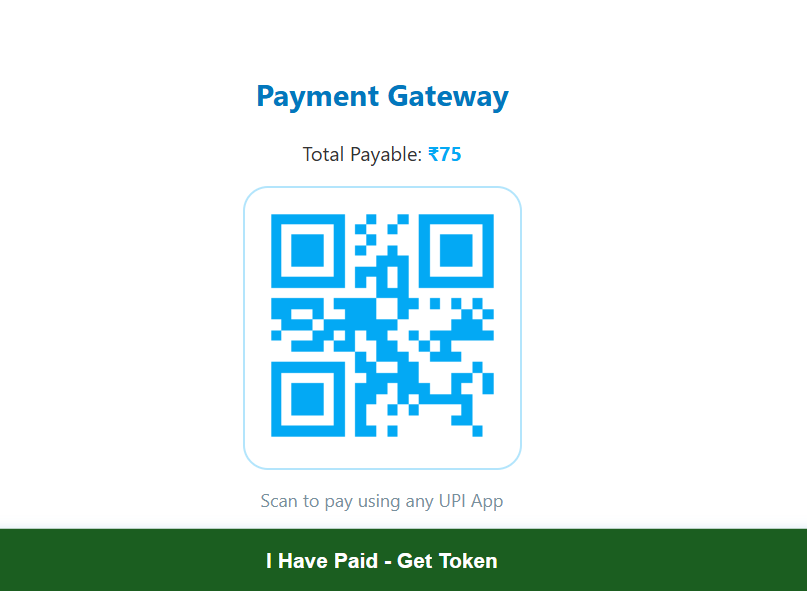 Payment Gateway
Total Payable: ₹75
Scan to pay using any UPI App
I Have Paid - Get Token